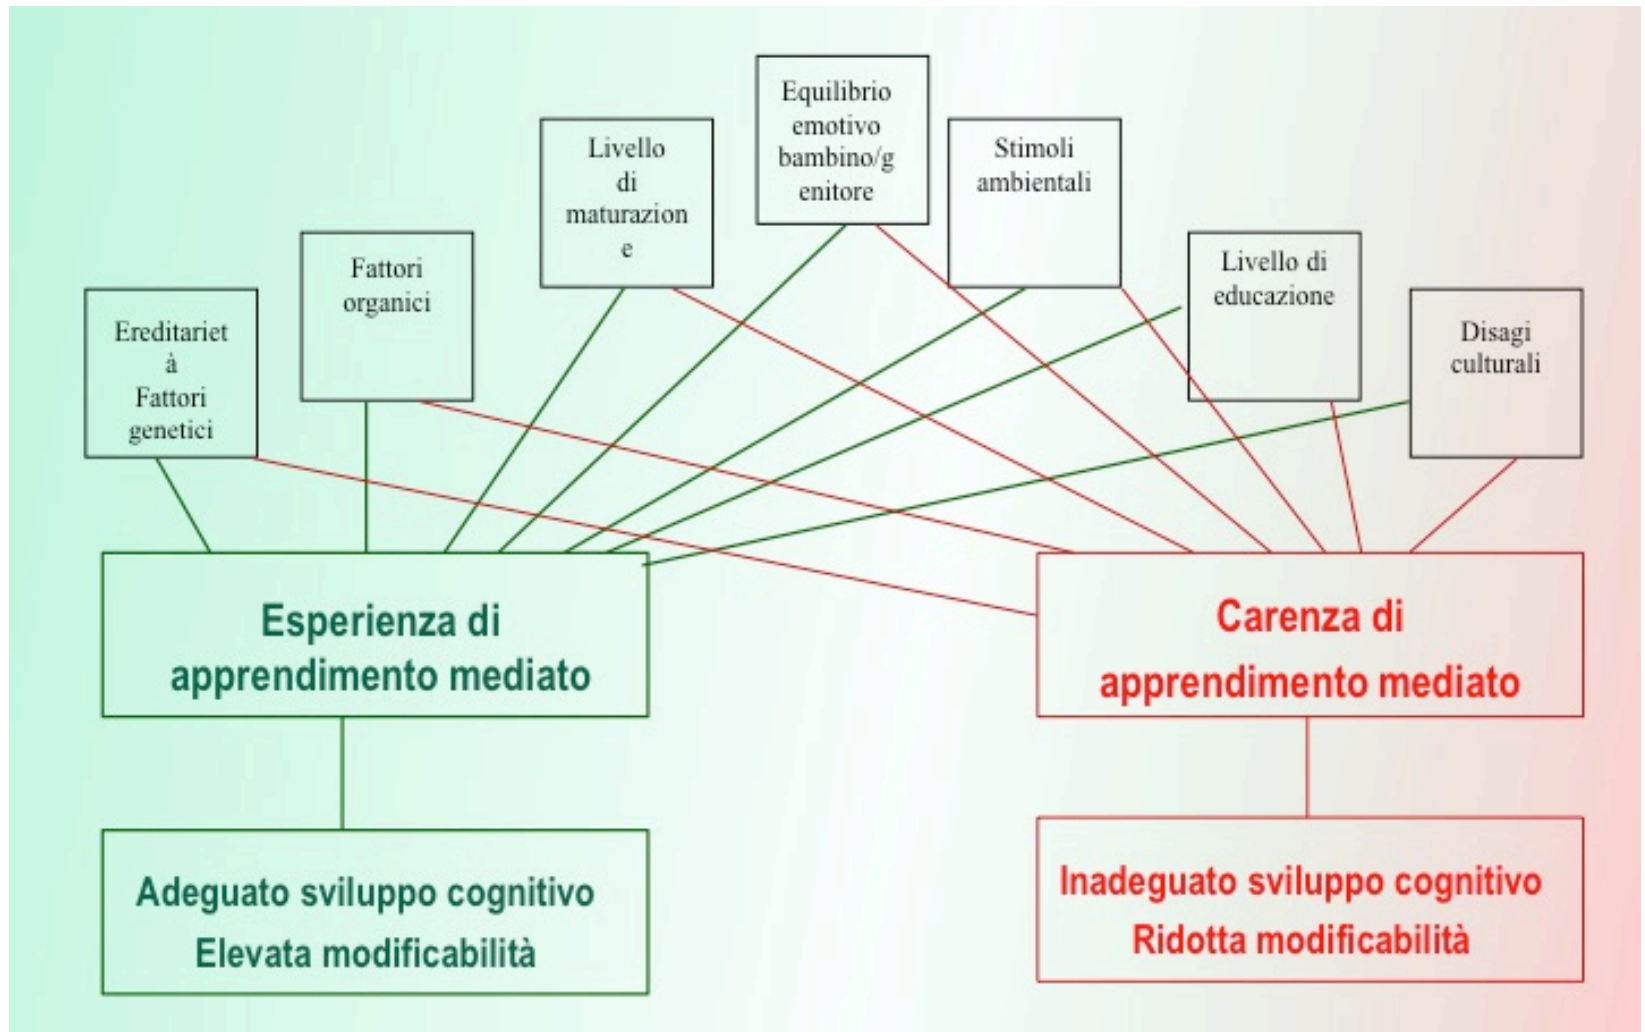 Ereditariet
à
Fattori
genetici
Fattori
organici
Livello
di
maturazion
e
Equilibrio
emotivo
bambino/g
enitore
Stimoli
ambientali
Livello di
educazione
Disagi
culturali
Esperienza di
apprendimento mediato
Carenza di
apprendimento mediato
Adeguato sviluppo cognitivo
Elevata modificabilità
Inadeguato sviluppo cognitivo
Ridotta modificabilità